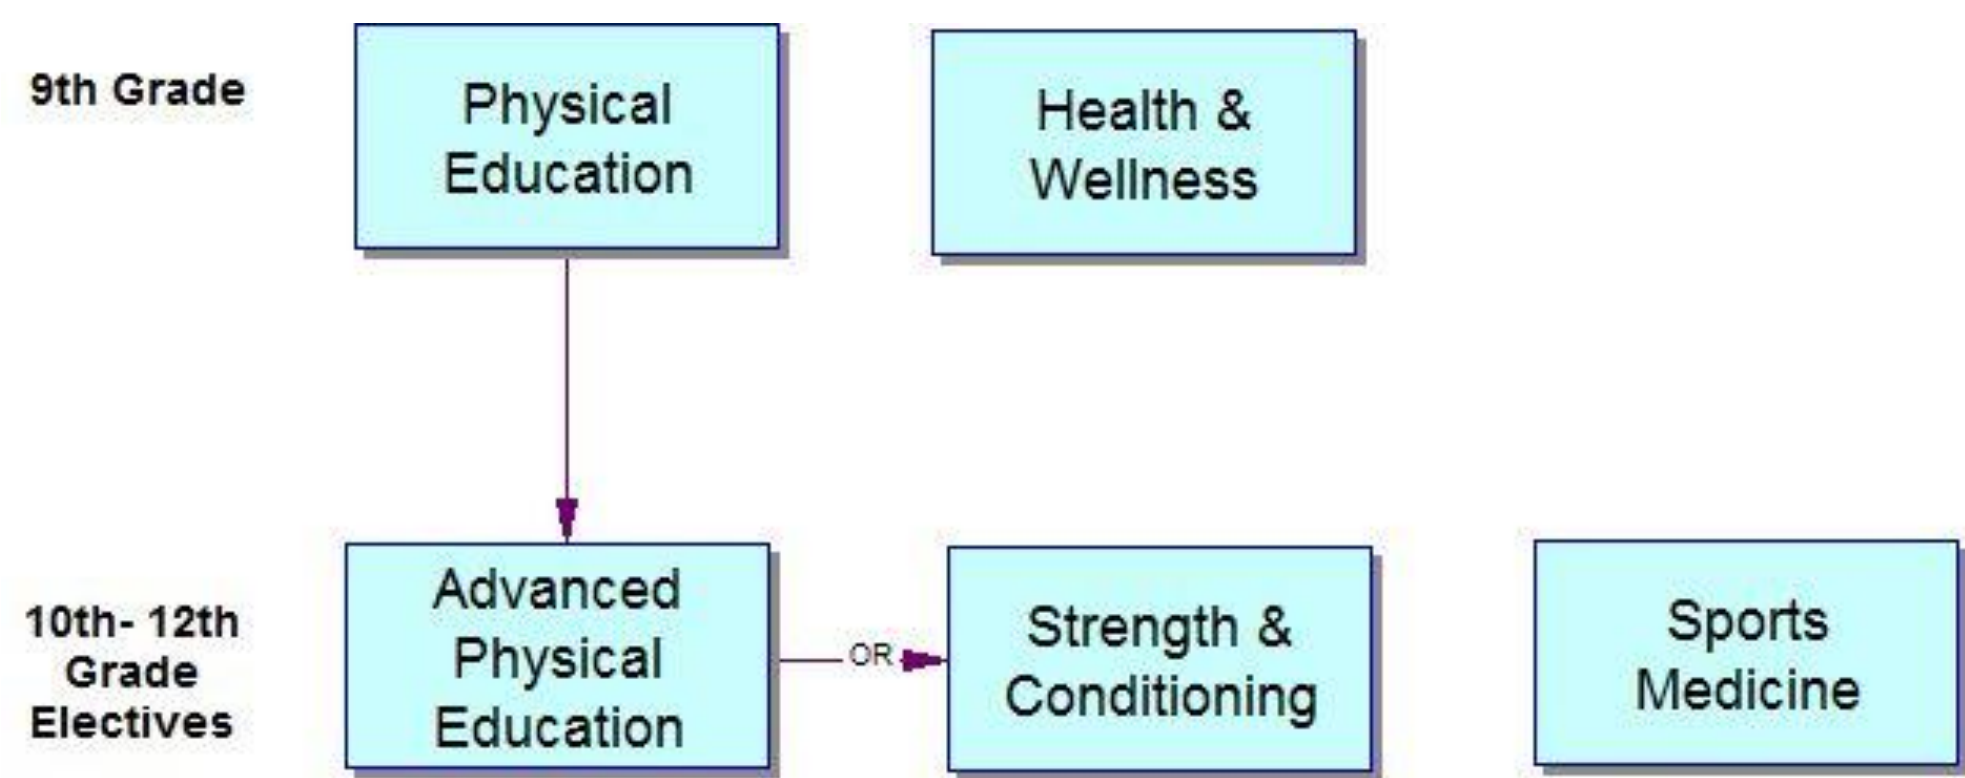 9th Grade
Physical
Education
Health &
Wellness
10th- 12th
Grade
Electives
Advanced
Physical
Education
OR
Strength &
Conditioning
Sports
Medicine